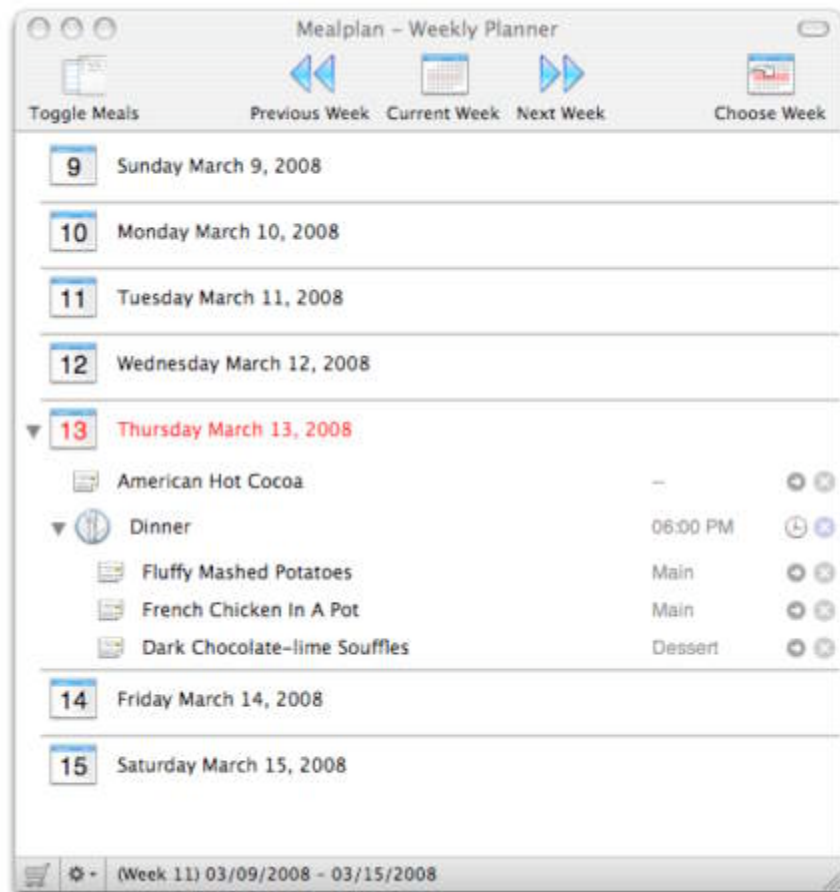 Mealplan – Weekly Planner
Toggle Meals Previous Week Current Week Next Week Choose Week
9 Sunday March 9, 2008
10 Monday March 10, 2008
11 Tuesday March 11, 2008
12 Wednesday March 12, 2008
13 Thursday March 13, 2008
American Hot Cocoa --
Dinner 06:00 PM
Fluffy Mashed Potatoes Main
French Chicken In A Pot Main
Dark Chocolate-lime Souffles Dessert
14 Friday March 14, 2008
15 Saturday March 15, 2008
(Week 11) 03/09/2008 - 03/15/2008